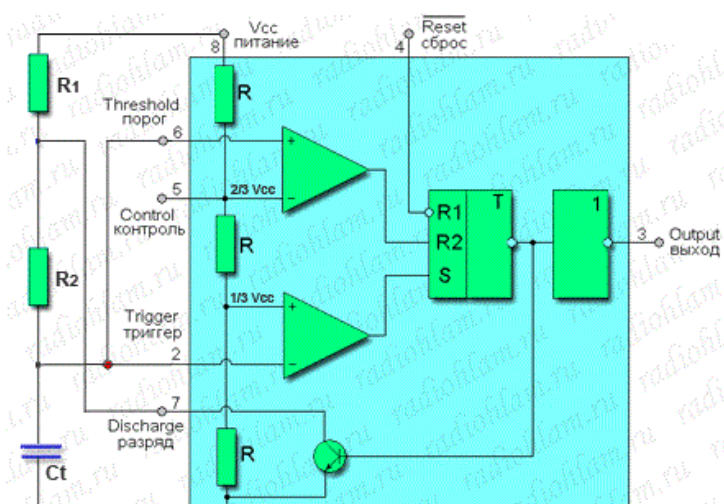 Vcc
питание
8
Reset
сброс
4
R1
R
Threshold
порог
6
+
5
2/3 Vcc
−
Control
контроль
R1
T
1
R2
3
Output
выход
R
S
R2
1/3 Vcc
+
Trigger
триггер
2
−
7
Discharge
разряд
R
Ct
radiohlam.ru